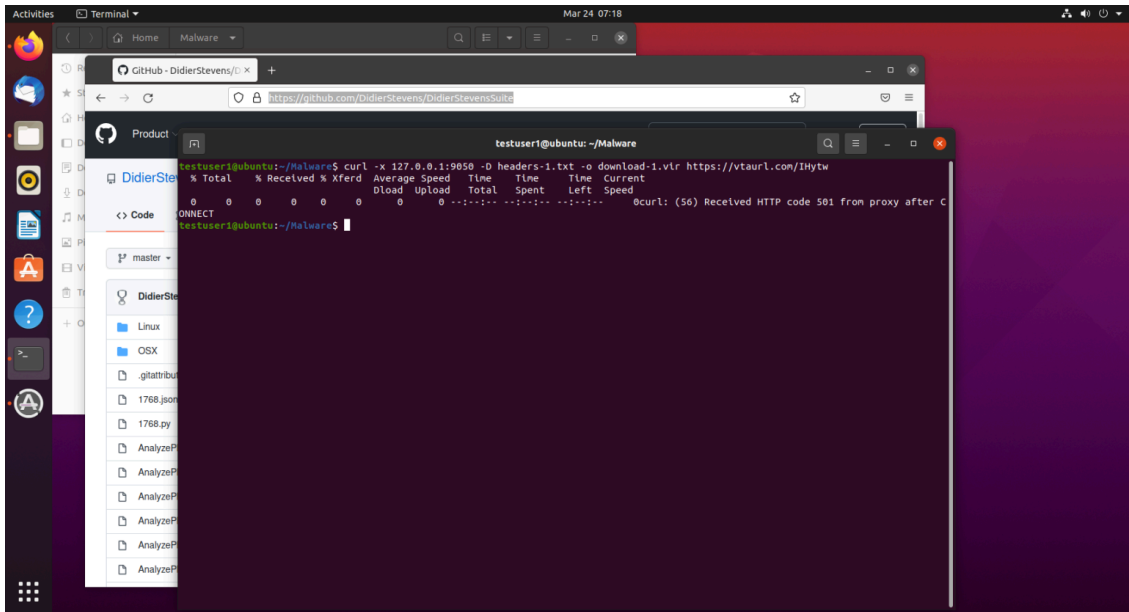 Activities Terminal Mar 24 07:18
Home Malware
GitHub - DidierStevens/D
https://github.com/DidierStevens/DidierStevensSuite
Product
testuser1@ubuntu: ~/Malware
testuser1@ubuntu:~/Malware$ curl -x 127.0.0.1:9050 -D headers-1.txt -o download-1.vir https://vtaurl.com/IHytw
% Total % Received % Xferd Average Speed Time Time Time Current
Dload Upload Total Spent Left Speed
0 0 0 0 0 0 0 0 --:--:-- --:--:-- --:--:-- 0curl: (56) Received HTTP code 501 from proxy after C
ONNECT
testuser1@ubuntu:~/Malware$
DidierSte
Code
master
DidierSte
Linux
OSX
.gitattribut
1768.json
1768.py
AnalyzeP
AnalyzeP
AnalyzeP
AnalyzeP
AnalyzeP
AnalyzeP